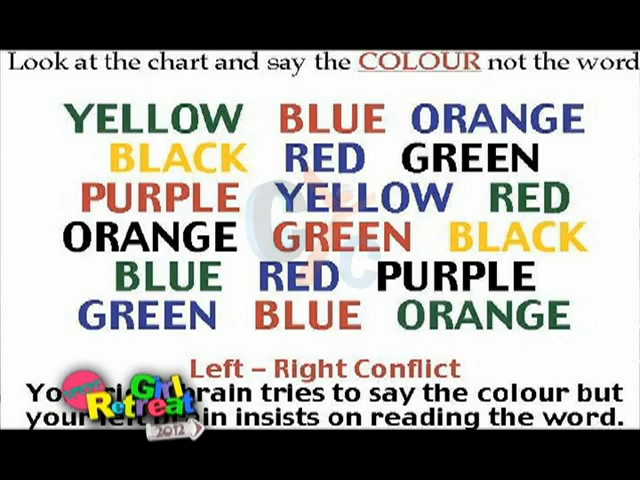 Look at the chart and say the COLOUR not the word
YELLOW BLUE ORANGE
BLACK RED GREEN
PURPLE YELLOW RED
ORANGE GREEN BLACK
BLUE RED PURPLE
GREEN BLUE ORANGE
Left – Right Conflict
brain tries to say the colour but
your left insists on reading the word.
Girl
Retreat
2012